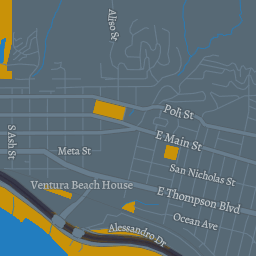 Aliso St
Poli St
S Ash St
E Main St
Meta St
San Nicholas St
Ventura Beach House
E Thompson Blvd
Ocean Ave
Alessandro Dr